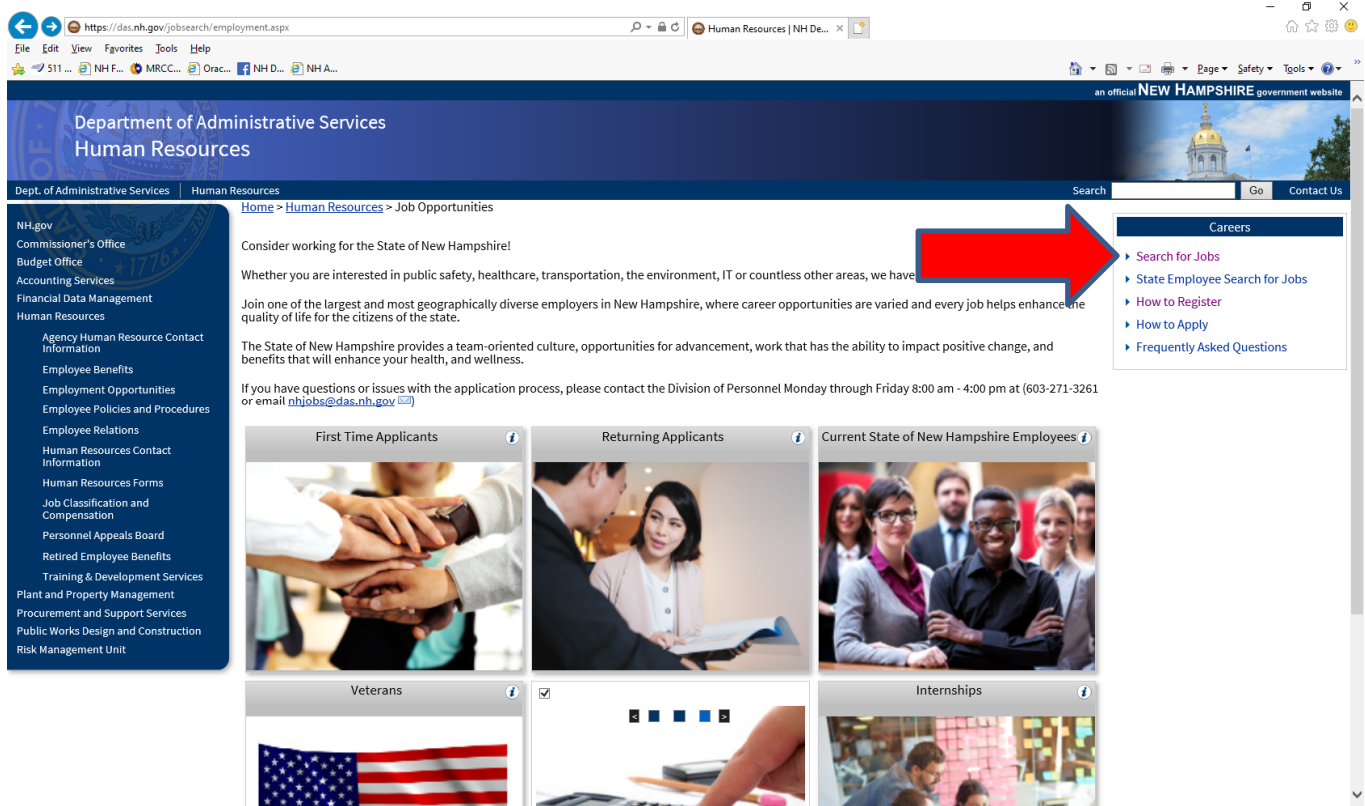 https://das.nh.gov/jobsearch/employment.aspx
Human Resources | NH De...
File Edit View Favorites Tools Help
511 ... NH F... MRCC... Orac... NH D... NH A...
Page Safety Tools
an official NEW HAMPSHIRE government website
Department of Administrative Services
Human Resources
Dept. of Administrative Services Human Resources
Search Go Contact Us
NH.gov
Commissioner's Office
Budget Office
Accounting Services
Financial Data Management
Human Resources
Agency Human Resource Contact
Information
Employee Benefits
Employment Opportunities
Employee Policies and Procedures
Employee Relations
Human Resources Contact
Information
Human Resources Forms
Job Classification and
Compensation
Personnel Appeals Board
Retired Employee Benefits
Training & Development Services
Plant and Property Management
Procurement and Support Services
Public Works Design and Construction
Risk Management Unit
1776
Home > Human Resources > Job Opportunities
Consider working for the State of New Hampshire!
Whether you are interested in public safety, healthcare, transportation, the environment, IT or countless other areas, we have
Join one of the largest and most geographically diverse employers in New Hampshire, where career opportunities are varied and every job helps enhance the
quality of life for the citizens of the state.
The State of New Hampshire provides a team-oriented culture, opportunities for advancement, work that has the ability to impact positive change, and
benefits that will enhance your health, and wellness.
If you have questions or issues with the application process, please contact the Division of Personnel Monday through Friday 8:00 am - 4:00 pm at (603-271-3261
or email nhjobs@das.nh.gov)
First Time Applicants
Returning Applicants
Current State of New Hampshire Employees
Veterans
Internships
Careers
Search for Jobs
State Employee Search for Jobs
How to Register
How to Apply
Frequently Asked Questions